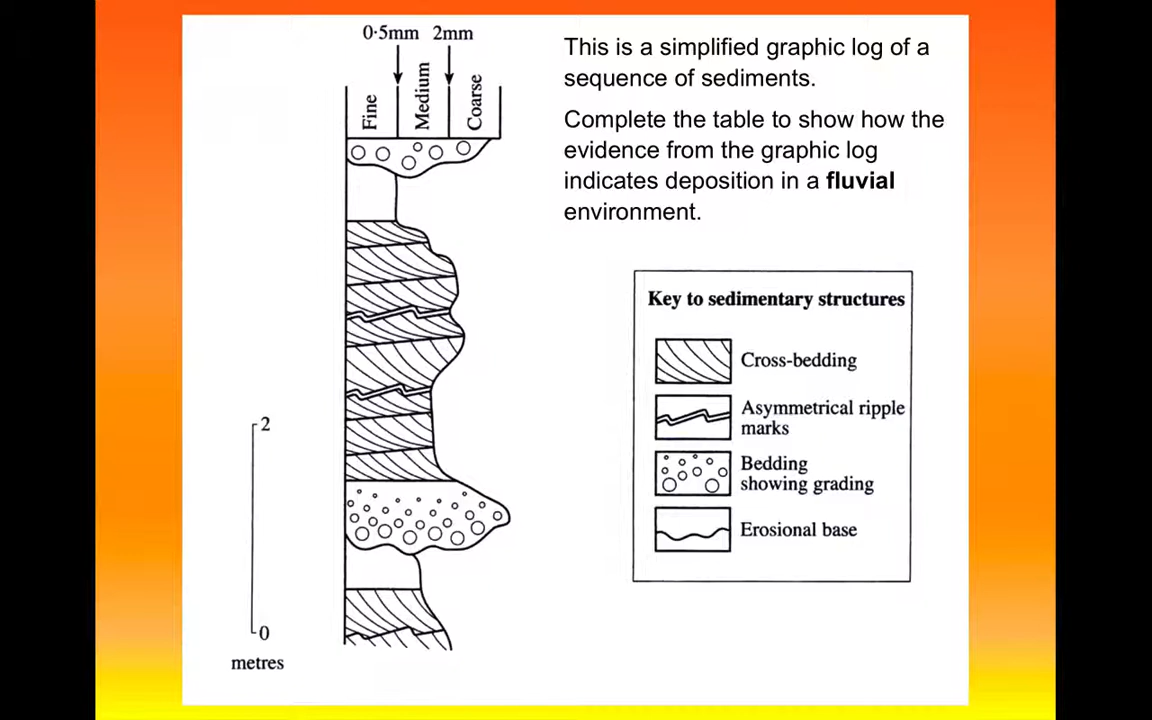 0·5mm 2mm
Fine
Medium
Coarse
This is a simplified graphic log of a
sequence of sediments.
Complete the table to show how the
evidence from the graphic log
indicates deposition in a fluvial
environment.
Key to sedimentary structures
Cross-bedding
Asymmetrical ripple
marks
Bedding
showing grading
Erosional base
2
0
metres